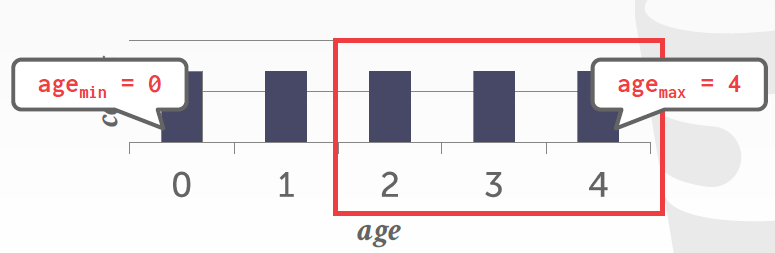 age_min = 0
age_max = 4
0 1 2 3 4
age